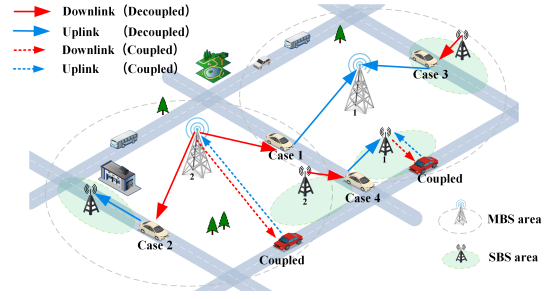 Downlink (Decoupled)
Uplink (Decoupled)
Downlink (Coupled)
Uplink (Coupled)
Case 3
1
Case 1
1
2
2
Coupled
Case 4
Case 2
Coupled
MBS area
SBS area